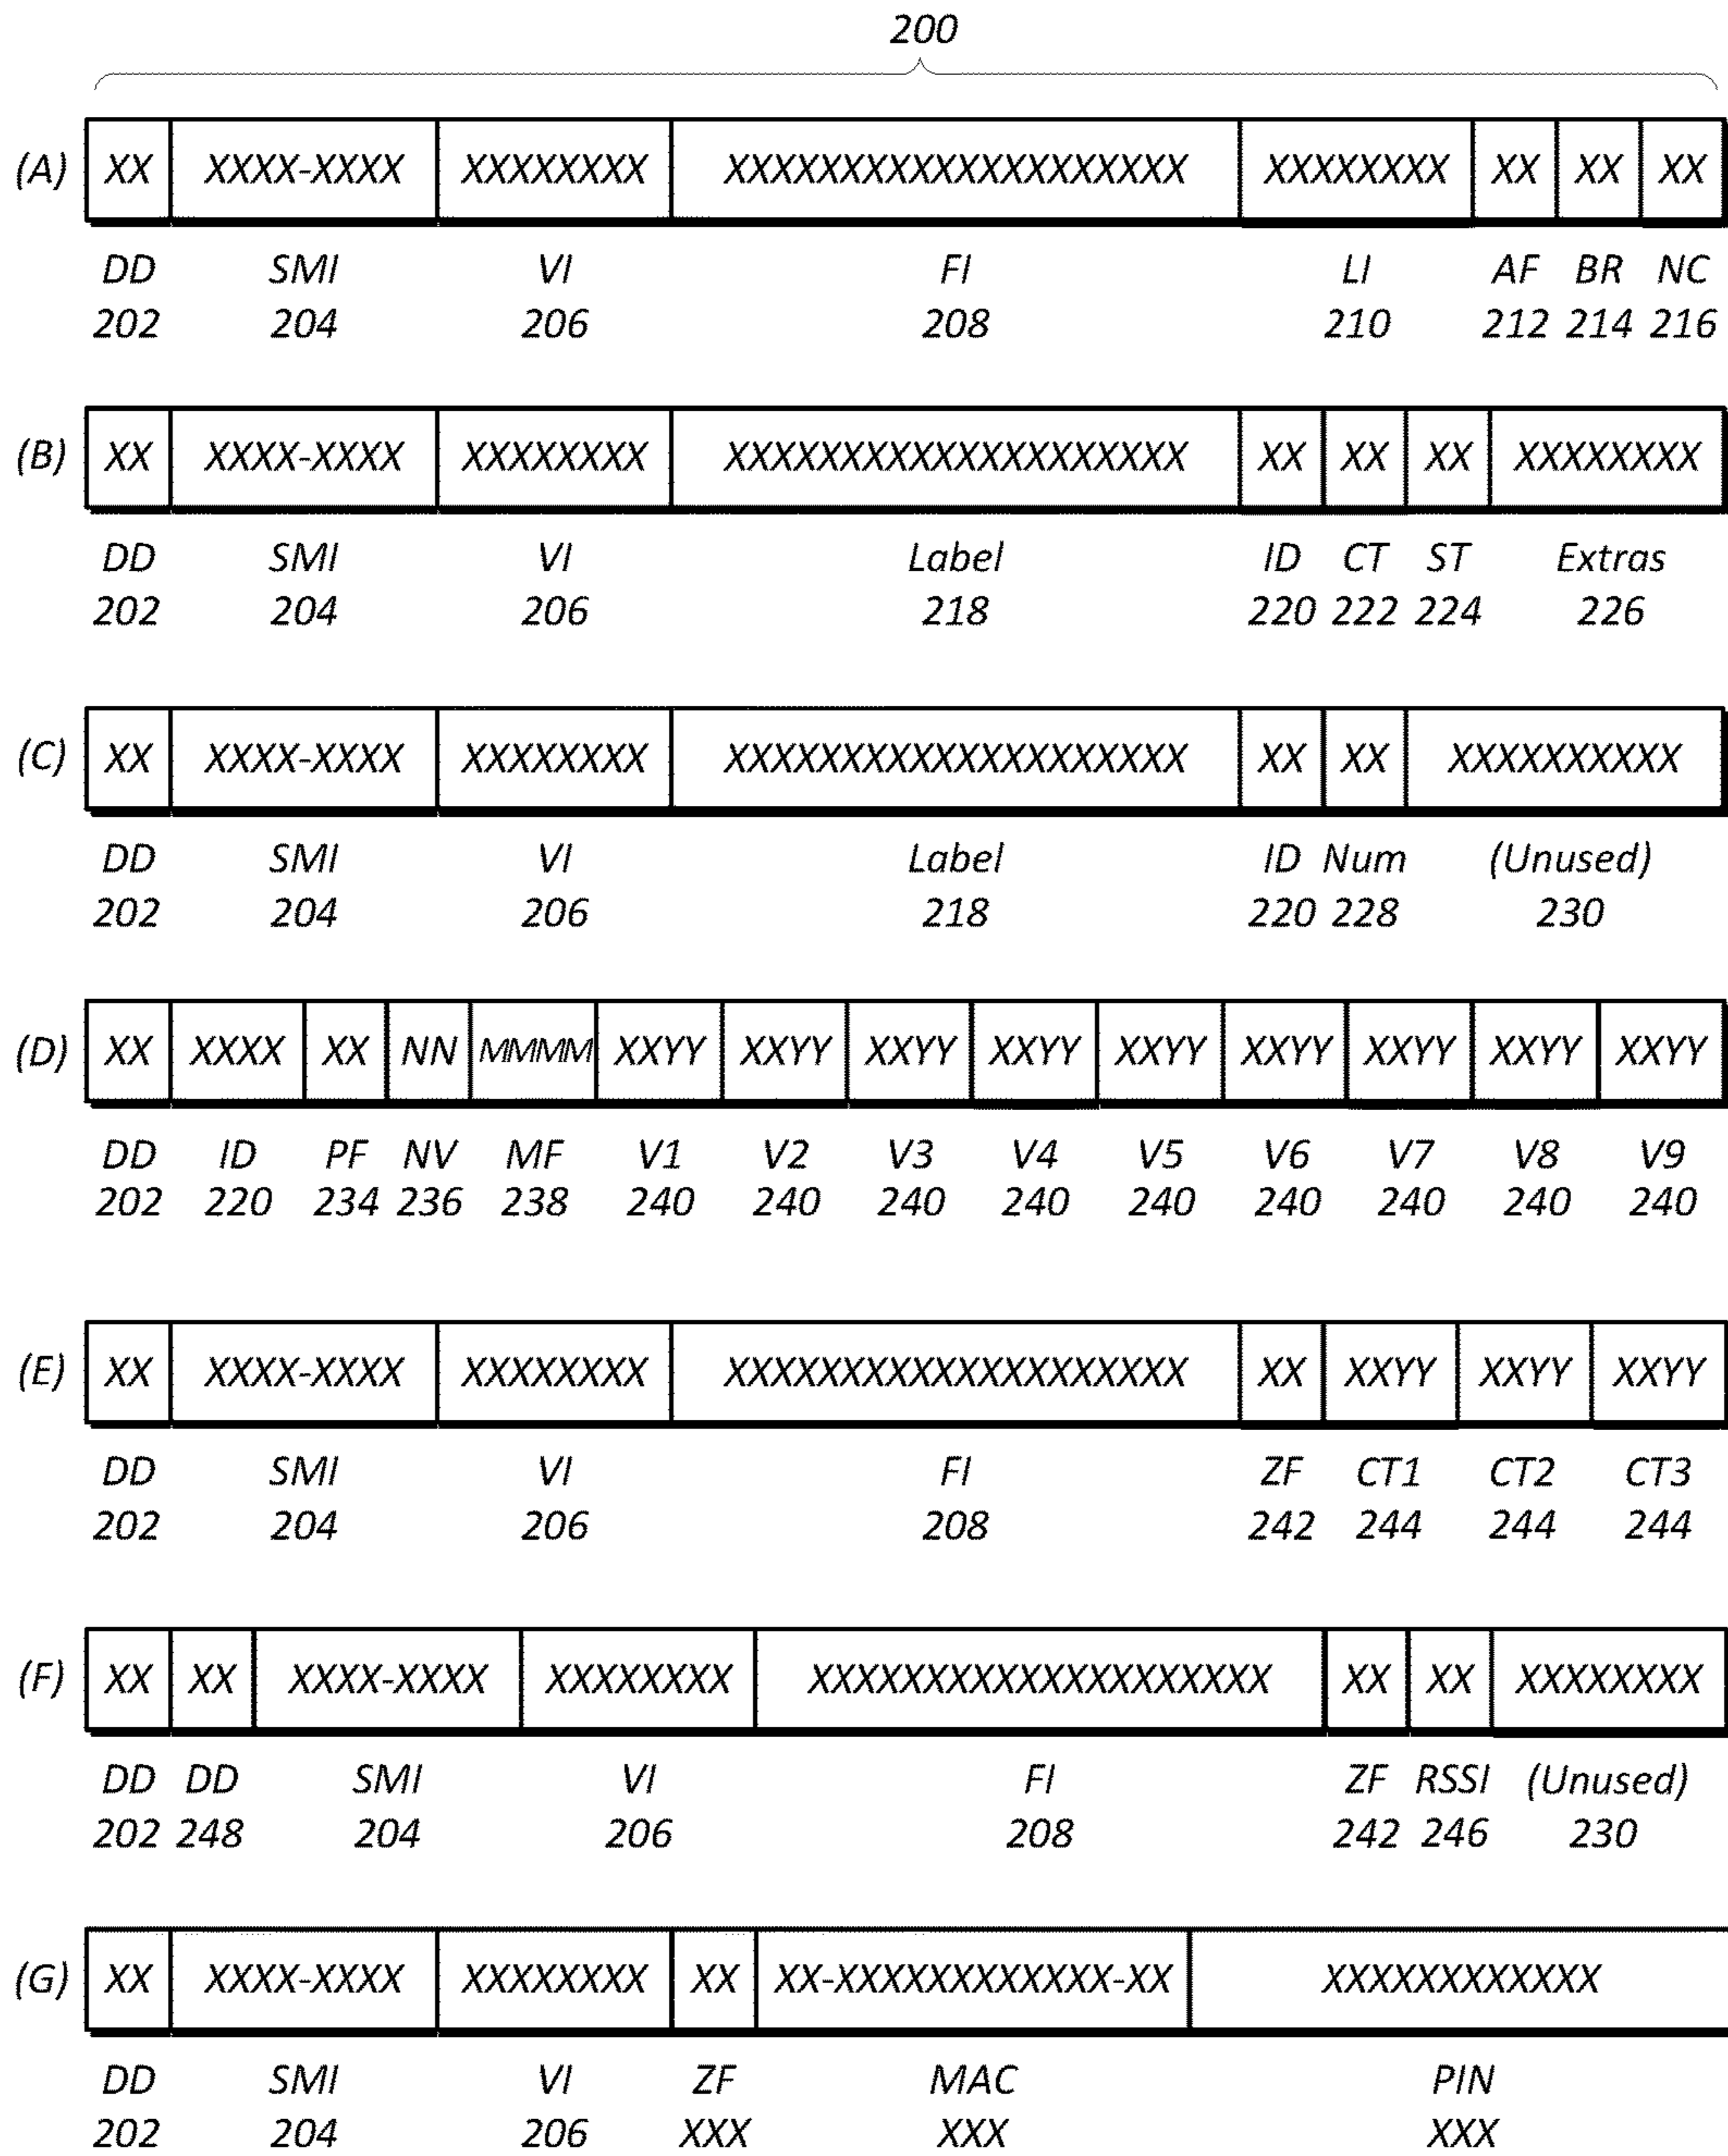 200
(A) XX XXXX-XXXX XXXXXXXX XXXXXXXXXXXXXXXXXXXX XXXXXXXX XX XX XX
DD SMI VI FI LI AF BR NC
202 204 206 208 210 212 214 216
(B) XX XXXX-XXXX XXXXXXXX XXXXXXXXXXXXXXXXXXXX XX XX XX XXXXXXXX
DD SMI VI Label ID CT ST Extras
202 204 206 218 220 222 224 226
(C) XX XXXX-XXXX XXXXXXXX XXXXXXXXXXXXXXXXXXXX XX XX XXXXXXXXXX
DD SMI VI Label ID Num (Unused)
202 204 206 218 220 228 230
(D) XX XXXX XX NN MMMM XXYY XXYY XXYY XXYY XXYY XXYY XXYY XXYY XXYY
DD ID PF NV MF V1 V2 V3 V4 V5 V6 V7 V8 V9
202 220 234 236 238 240 240 240 240 240 240 240 240 240
(E) XX XXXX-XXXX XXXXXXXX XXXXXXXXXXXXXXXXXXXX XX XXYY XXYY XXYY
DD SMI VI FI ZF CT1 CT2 CT3
202 204 206 208 242 244 244 244
(F) XX XX XXXX-XXXX XXXXXXXX XXXXXXXXXXXXXXXXXXXX XX XX XXXXXXXX
DD DD SMI VI FI ZF RSSI (Unused)
202 248 204 206 208 242 246 230
(G) XX XXXX-XXXX XXXXXXXX XX XX-XXXXXXXXXXXX-XX XXXXXXXXXXXX
DD SMI VI ZF MAC PIN
202 204 206 XXX XXX XXX